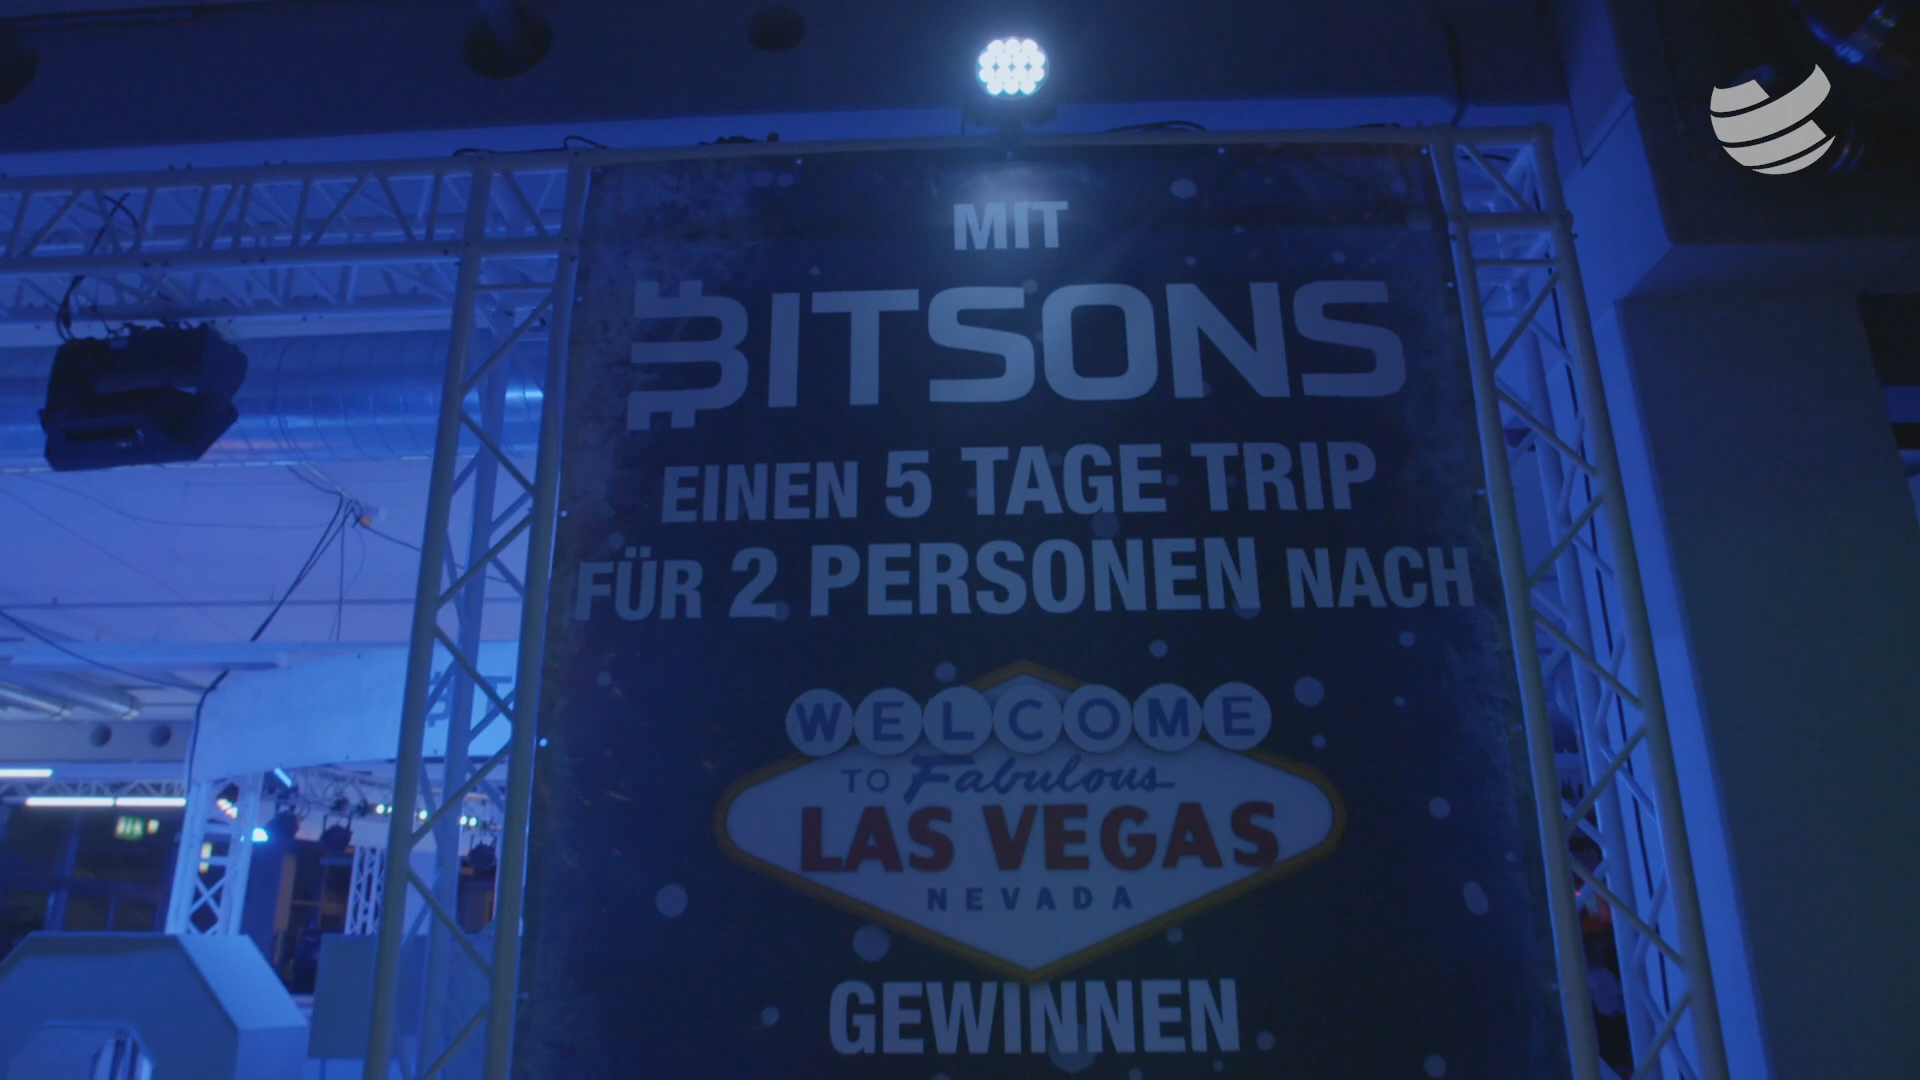 MIT
BITSONS
EINEN 5 TAGE TRIP
FÜR 2 PERSONEN NACH
WELCOME
TO Fabulous
LAS VEGAS
NEVADA
GEWINNEN